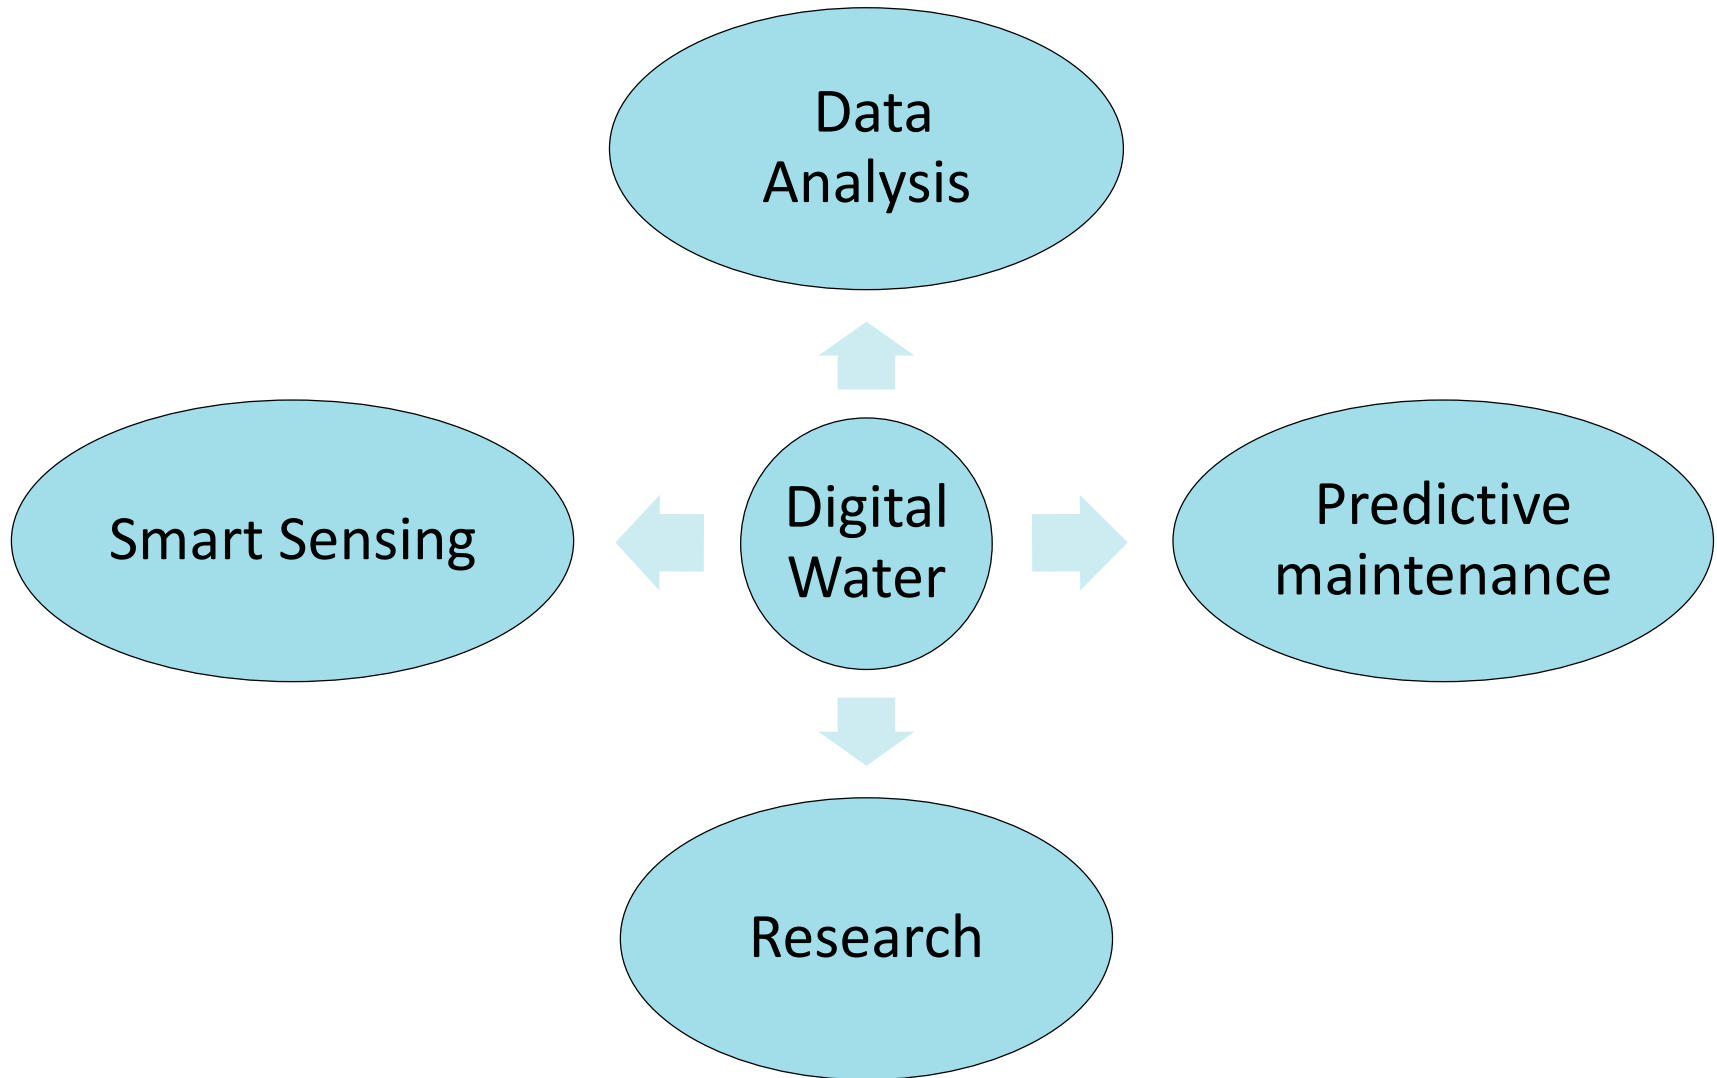 Data
Analysis
Smart Sensing
Digital
Water
Predictive
maintenance
Research